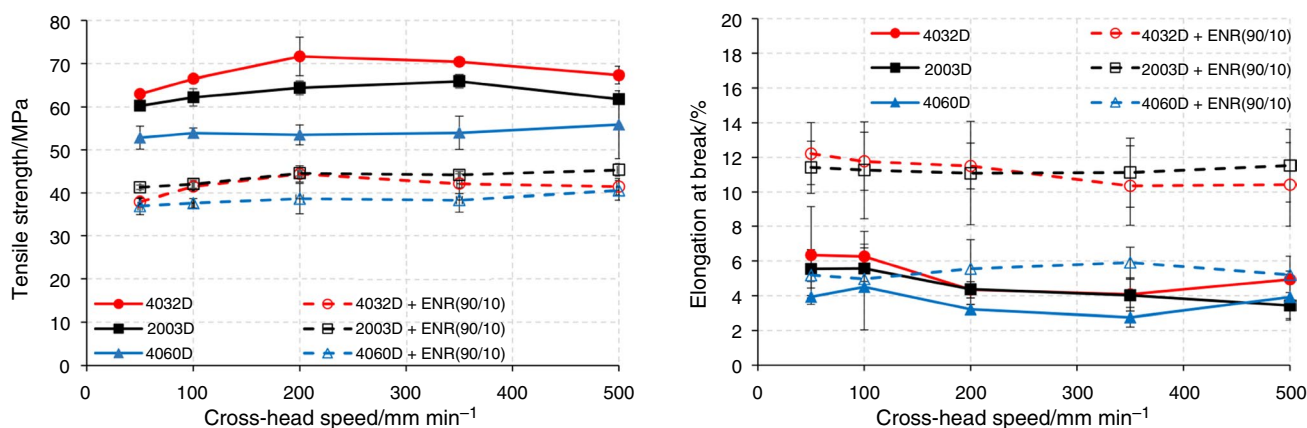 80
70
60
50
40
30
20
10
0
Tensile strength/MPa
4032D
4032D + ENR(90/10)
2003D
2003D + ENR(90/10)
4060D
4060D + ENR(90/10)
0 100 200 300 400 500
Cross-head speed/mm min⁻¹
20
18
16
14
12
10
8
6
4
2
0
Elongation at break/%
4032D
4032D + ENR(90/10)
2003D
2003D + ENR(90/10)
4060D
4060D + ENR(90/10)
0 100 200 300 400 500
Cross-head speed/mm min⁻¹